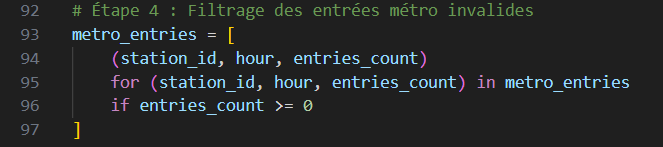 92 # Étape 4 : Filtrage des entrées métro invalides
93 metro_entries = [
94     (station_id, hour, entries_count)
95     for (station_id, hour, entries_count) in metro_entries
96     if entries_count >= 0
97 ]